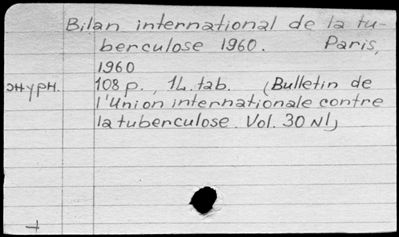 Bilan international de la tu-
berculose 1960. Paris,
1960
108 p., 1 L. tab. (Bulletin de
l'Union internationale contre
la tuberculose. Vol. 30 N1)